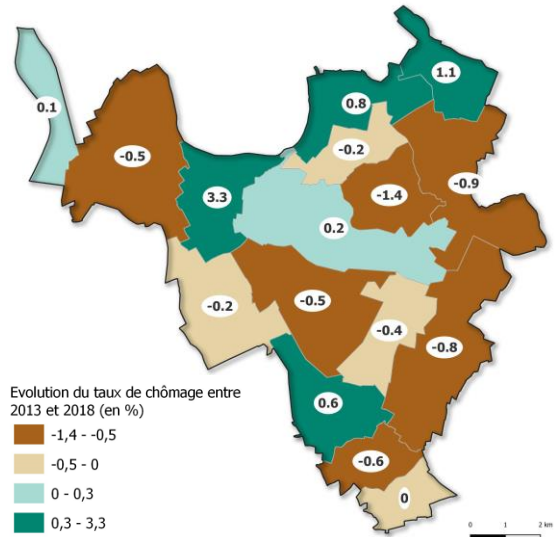 1.1
0.1
0.8
-0.5
-0.2
-0.9
3.3
-1.4
0.2
-0.2
-0.5
-0.4
-0.8
0.6
-0.6
0
Evolution du taux de chômage entre
2013 et 2018 (en %)
-1,4 - -0,5
-0,5 - 0
0 - 0,3
0,3 - 3,3
0 1 2 km